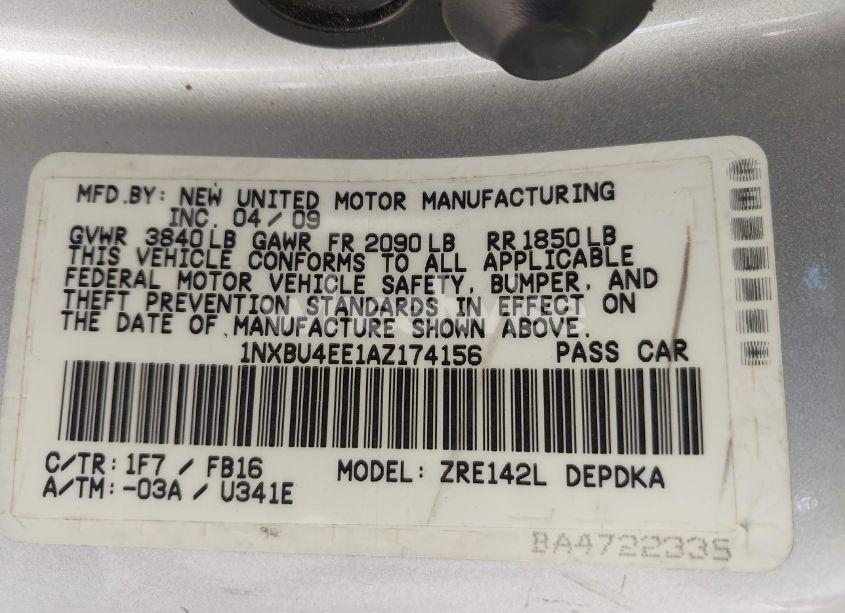 MFD.BY: NEW UNITED MOTOR MANUFACTURING
INC. 04 / 09
GVWR 3840 LB GAWR FR 2090 LB RR 1850 LB
THIS VEHICLE CONFORMS TO ALL APPLICABLE
FEDERAL MOTOR VEHICLE SAFETY, BUMPER, AND
THEFT PREVENTION STANDARDS IN EFFECT ON
THE DATE OF MANUFACTURE SHOWN ABOVE.
1NXBU4EE1AZ174156 PASS CAR
C/TR: 1F7 / FB16 MODEL: ZRE142L DEPDKA
A/TM: -03A / U341E
BA472233S